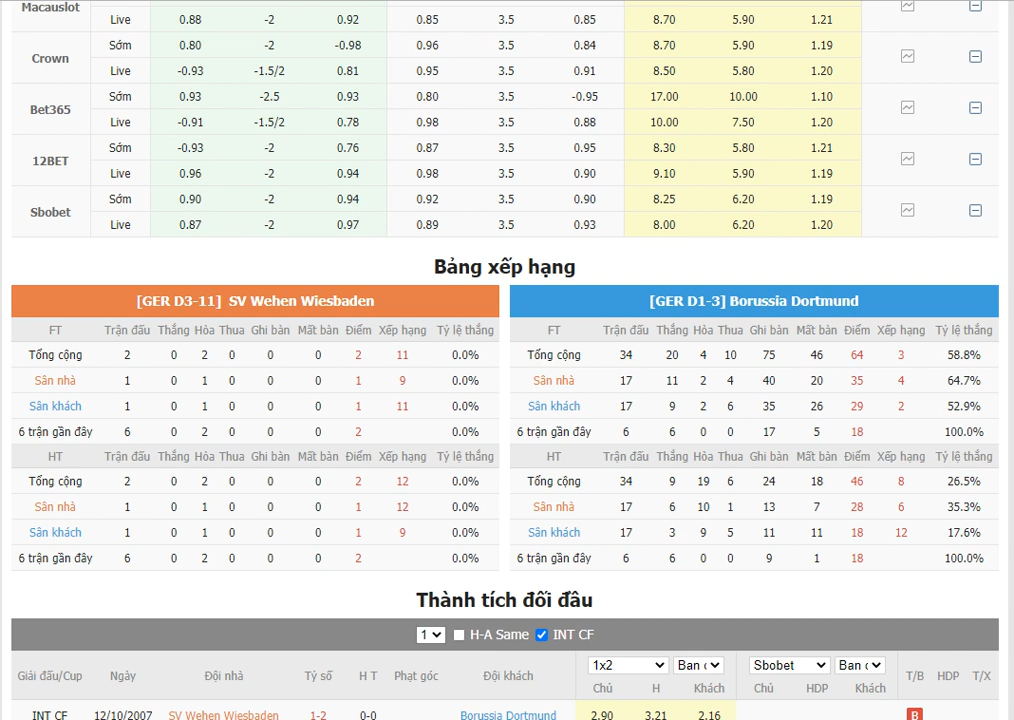 Macauslot
Live 0.88 -2 0.92 0.85 3.5 0.85 8.70 5.90 1.21
Crown
Sớm 0.80 -2 -0.98 0.96 3.5 0.84 8.70 5.80 1.19
Live -0.93 -1.5/2 0.81 0.95 3.5 0.91 8.50 5.80 1.20
Bet365
Sớm 0.93 -2.5 0.93 0.80 3.5 -0.95 17.00 10.00 1.10
Live -0.91 -1.5/2 0.78 0.98 3.5 0.88 10.00 7.50 1.20
12BET
Sớm -0.93 -2 0.76 0.87 3.5 0.95 8.30 5.80 1.21
Live 0.96 -2 0.94 0.98 3.5 0.90 9.10 5.90 1.19
Sbobet
Sớm 0.90 -2 0.94 0.92 3.5 0.90 8.25 6.20 1.19
Live 0.87 -2 0.97 0.89 3.5 0.93 8.00 6.20 1.20
Bảng xếp hạng
[GER D3-11] SV Wehen Wiesbaden
FT Trận đấu Thắng Hòa Thua Ghi bàn Mất bàn Điểm Xếp hạng Tỷ lệ thắng
Tổng cộng 2 0 2 0 0 0 2 11 0.0%
Sân nhà 1 0 1 0 0 0 1 9 0.0%
Sân khách 1 0 1 0 0 0 1 11 0.0%
6 trận gần đây 6 0 2 0 0 0 2 0.0%
HT Trận đấu Thắng Hòa Thua Ghi bàn Mất bàn Điểm Xếp hạng Tỷ lệ thắng
Tổng cộng 2 0 2 0 0 0 2 12 0.0%
Sân nhà 1 0 1 0 0 0 1 12 0.0%
Sân khách 1 0 1 0 0 0 1 9 0.0%
6 trận gần đây 6 0 2 0 0 0 2 0.0%
[GER D1-3] Borussia Dortmund
FT Trận đấu Thắng Hòa Thua Ghi bàn Mất bàn Điểm Xếp hạng Tỷ lệ thắng
Tổng cộng 34 20 4 10 75 46 64 3 58.8%
Sân nhà 17 11 2 4 40 20 35 4 64.7%
Sân khách 17 9 2 6 35 26 29 2 52.9%
6 trận gần đây 6 6 0 0 17 5 18 100.0%
HT Trận đấu Thắng Hòa Thua Ghi bàn Mất bàn Điểm Xếp hạng Tỷ lệ thắng
Tổng cộng 34 9 19 6 24 18 46 8 26.5%
Sân nhà 17 6 10 1 13 7 28 6 35.3%
Sân khách 17 3 9 5 11 11 18 12 17.6%
6 trận gần đây 6 6 0 0 9 1 18 100.0%
Thành tích đối đầu
1 H-A Same INT CF
1x2 Ban c Sbobet Ban c
Giải đấu/Cup Ngày Đội nhà Tỷ số H T Phạt góc Đội khách T/B HDP T/X
Chủ H Khách Chủ HDP Khách
INT CF 12/10/2007 SV Wehen Wiesbaden 1-2 0-0 Borussia Dortmund 2.90 3.21 2.16 B